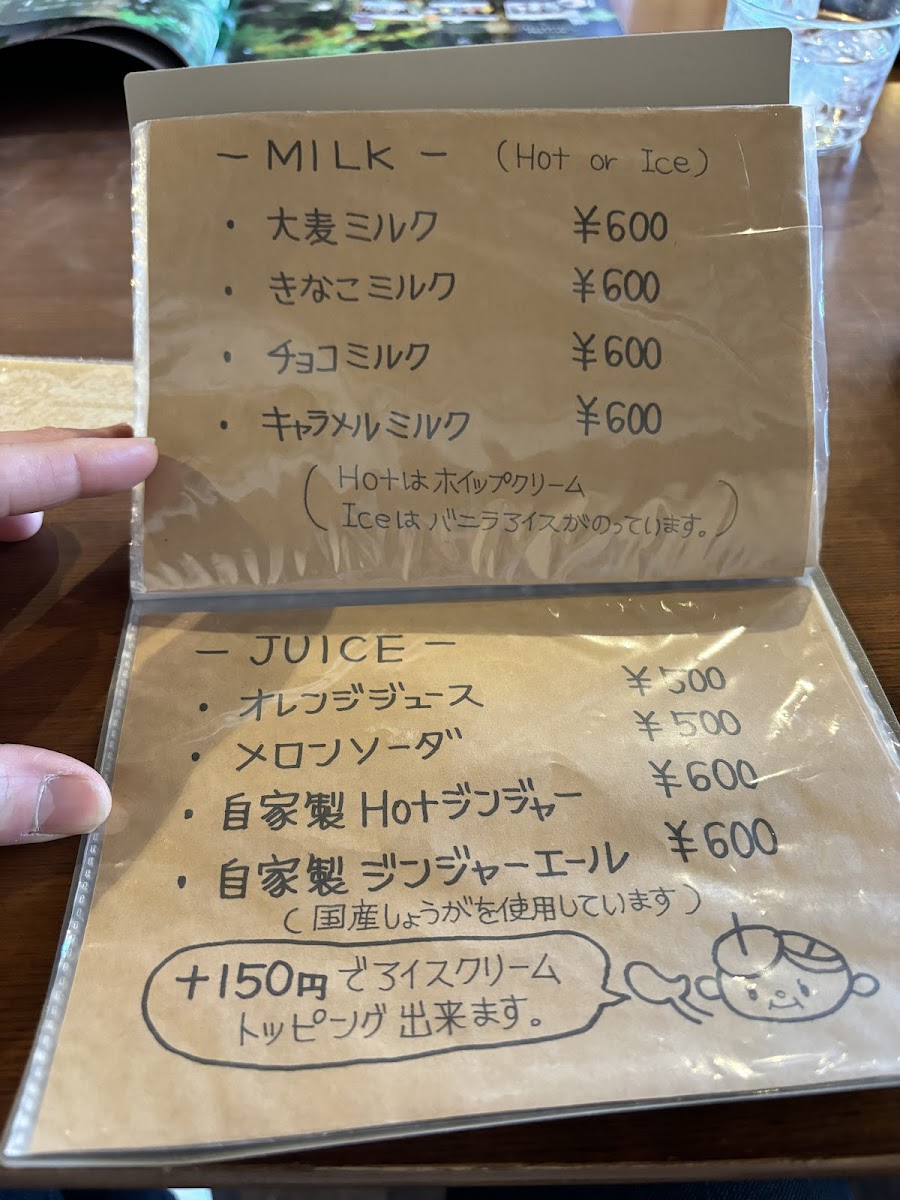 - MILK - (Hot or Ice)
・大麦ミルク ¥600
・きなこミルク ¥600
・チョコミルク ¥600
・キャラメルミルク ¥600
(Hotはホイップクリーム
Iceはバニラアイスがのっています。)
- JUICE -
・オレンジジュース ¥500
・メロンソーダ ¥500
・自家製Hotジンジャー ¥600
・自家製ジンジャーエール ¥600
(国産しょうがを使用しています)
+150円でアイスクリーム
トッピング出来ます。